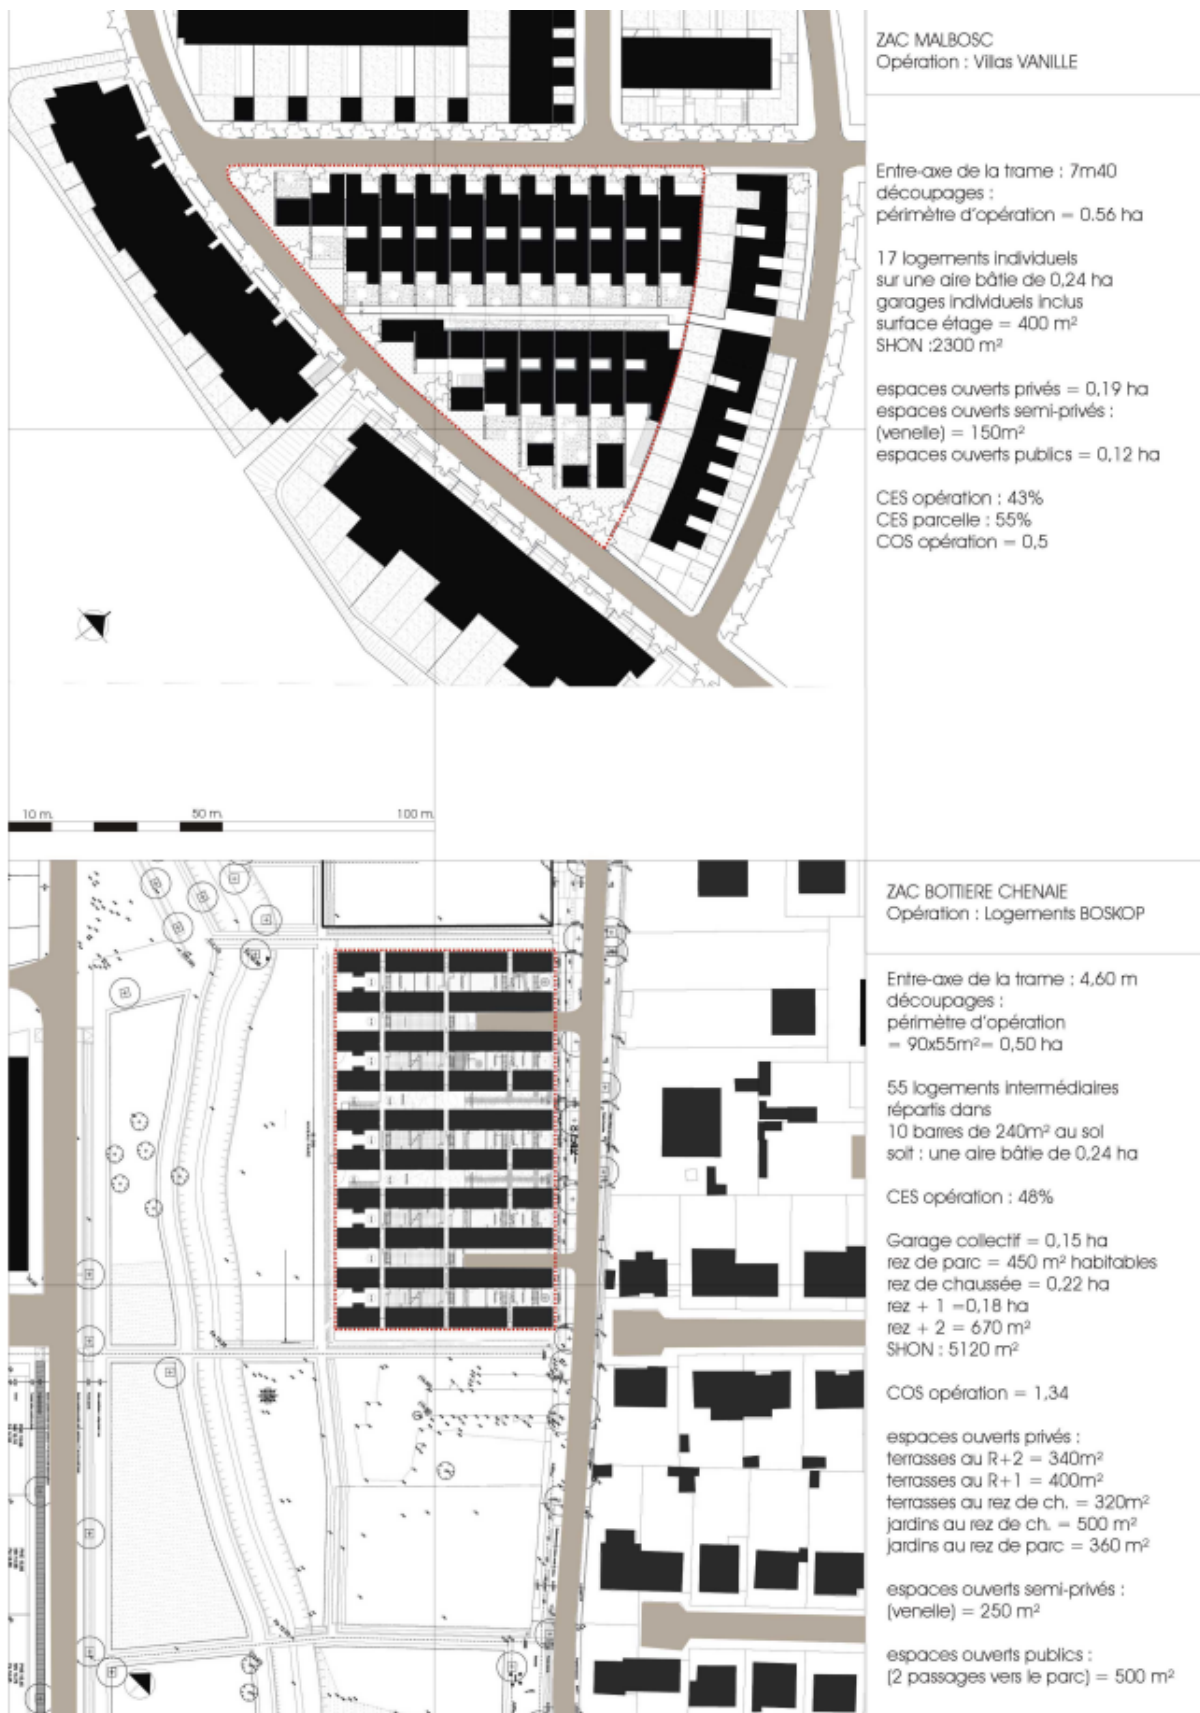 ZAC MALBOSC
Opération : Villas VANILLE
Entre-axe de la trame : 7m40
découpages :
périmètre d'opération = 0.56 ha
17 logements individuels
sur une aire bâtie de 0,24 ha
garages individuels inclus
surface étage = 400 m²
SHON :2300 m²
espaces ouverts privés = 0,19 ha
espaces ouverts semi-privés :
(venelle) = 150m²
espaces ouverts publics = 0,12 ha
CES opération : 43%
CES parcelle : 55%
COS opération = 0,5
10 m.
50 m.
100 m.
ZAC BOTTIERE CHENAIE
Opération : Logements BOSKOP
Entre-axe de la trame : 4,60 m
découpages :
périmètre d'opération
= 90x55m²= 0,50 ha
55 logements intermédiaires
répartis dans
10 barres de 240m² au sol
soit : une aire bâtie de 0,24 ha
CES opération : 48%
Garage collectif = 0,15 ha
rez de parc = 450 m² habitables
rez de chaussée = 0,22 ha
rez + 1 =0,18 ha
rez + 2 = 670 m²
SHON : 5120 m²
COS opération = 1,34
espaces ouverts privés :
terrasses au R+2 = 340m²
terrasses au R+1 = 400m²
terrasses au rez de ch. = 320m²
jardins au rez de ch. = 500 m²
jardins au rez de parc = 360 m²
espaces ouverts semi-privés :
(venelle) = 250 m²
espaces ouverts publics :
(2 passages vers le parc) = 500 m²